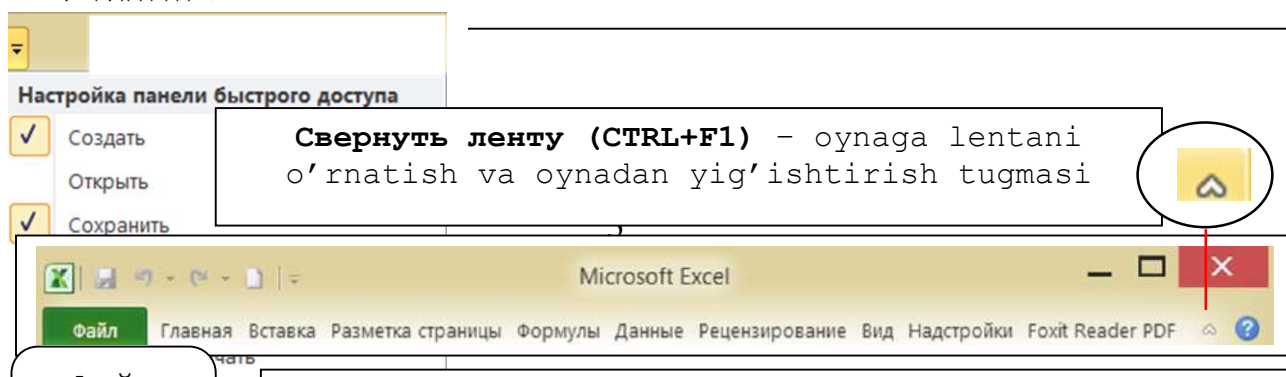 Настройка панели быстрого доступа
Создать
Открыть
Сохранить
Свернуть ленту (CTRL+F1) – oynaga lentani
o’rnatish va oynadan yig’ishtirish tugmasi
Microsoft Excel
Файл Главная Вставка Разметка страницы Формулы Данные Рецензирование Вид Надстройки Foxit Reader PDF